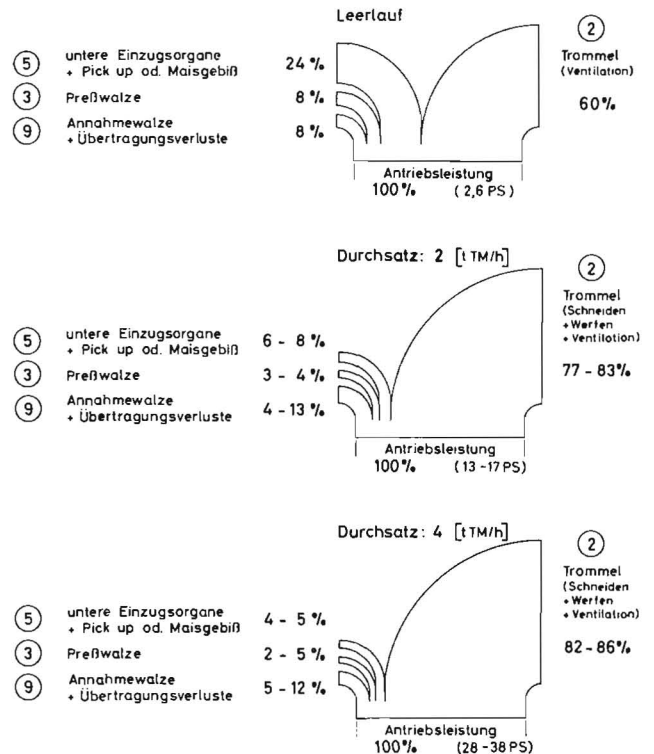 Leerlauf
5 untere Einzugsorgane
+ Pick up od. Maisgebiß 24 %
3 Preßwalze 8 %
9 Annahmewalze
+ Übertragungsverluste 8 %
2
Trommel
(Ventilation)
60%
Antriebsleistung
100% (2,6 PS)
Durchsatz: 2 [t TM/h]
5 untere Einzugsorgane
+ Pick up od. Maisgebiß 6 - 8 %
3 Preßwalze 3 - 4 %
9 Annahmewalze
+ Übertragungsverluste 4 - 13 %
2
Trommel
(Schneiden
+ Werfen
+ Ventilation)
77 - 83%
Antriebsleistung
100% (13 - 17 PS)
Durchsatz: 4 [t TM/h]
5 untere Einzugsorgane
+ Pick up od. Maisgebiß 4 - 5 %
3 Preßwalze 2 - 5 %
9 Annahmewalze
+ Übertragungsverluste 5 - 12 %
2
Trommel
(Schneiden
+ Werfen
+ Ventilation)
82 - 86%
Antriebsleistung
100% (28 - 38 PS)